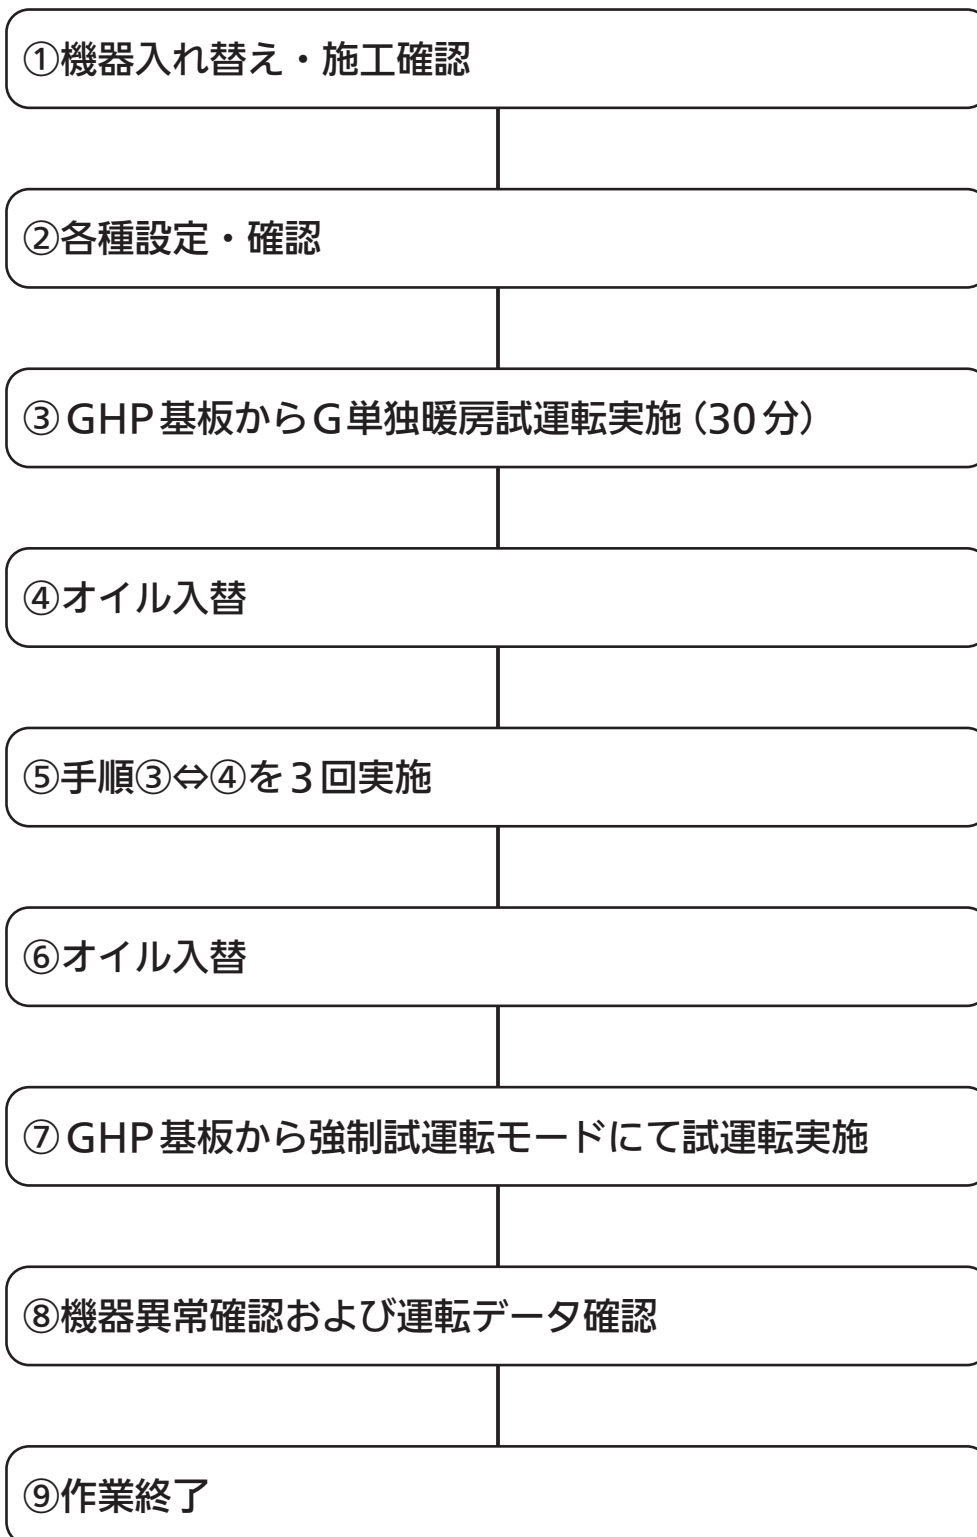 ①機器入れ替え・施工確認
②各種設定・確認
③GHP基板からG単独暖房試運転実施（30分）
④オイル入替
⑤手順③⇔④を3回実施
⑥オイル入替
⑦GHP基板から強制試運転モードにて試運転実施
⑧機器異常確認および運転データ確認
⑨作業終了